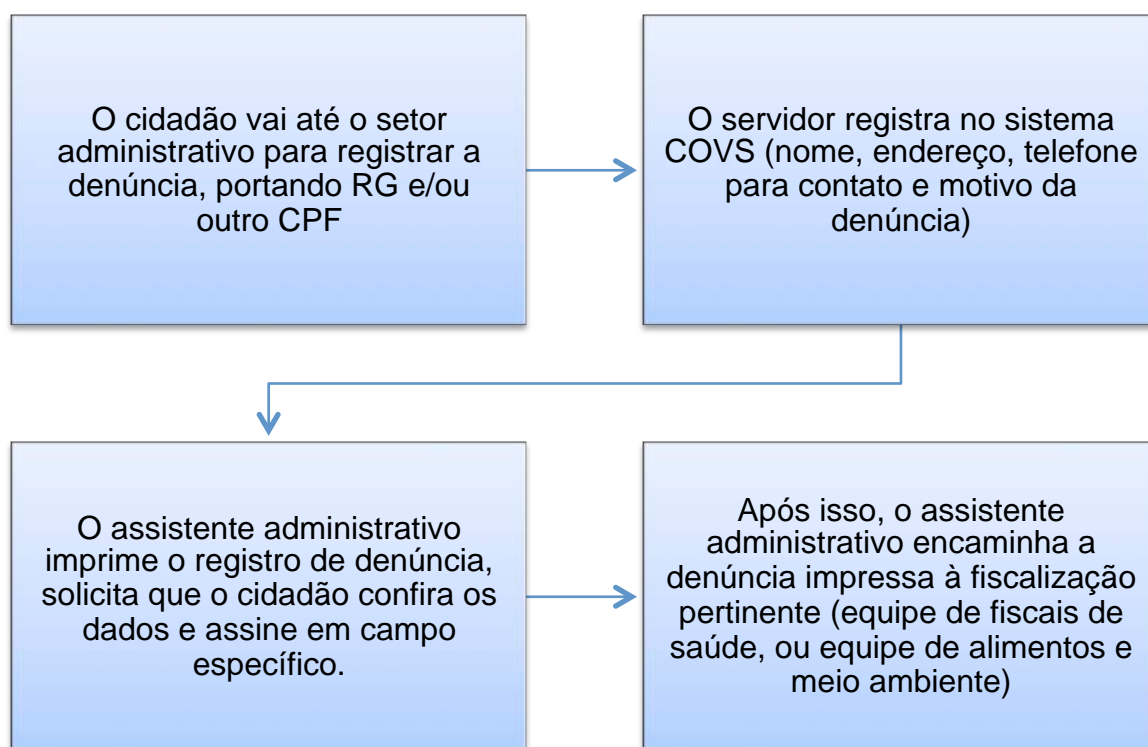 O cidadão vai até o setor
administrativo para registrar a
denúncia, portando RG e/ou
outro CPF
O servidor registra no sistema
COVS (nome, endereço, telefone
para contato e motivo da
denúncia)
O assistente administrativo
imprime o registro de denúncia,
solicita que o cidadão confira os
dados e assine em campo
específico.
Após isso, o assistente
administrativo encaminha a
denúncia impressa à fiscalização
pertinente (equipe de fiscais de
saúde, ou equipe de alimentos e
meio ambiente)